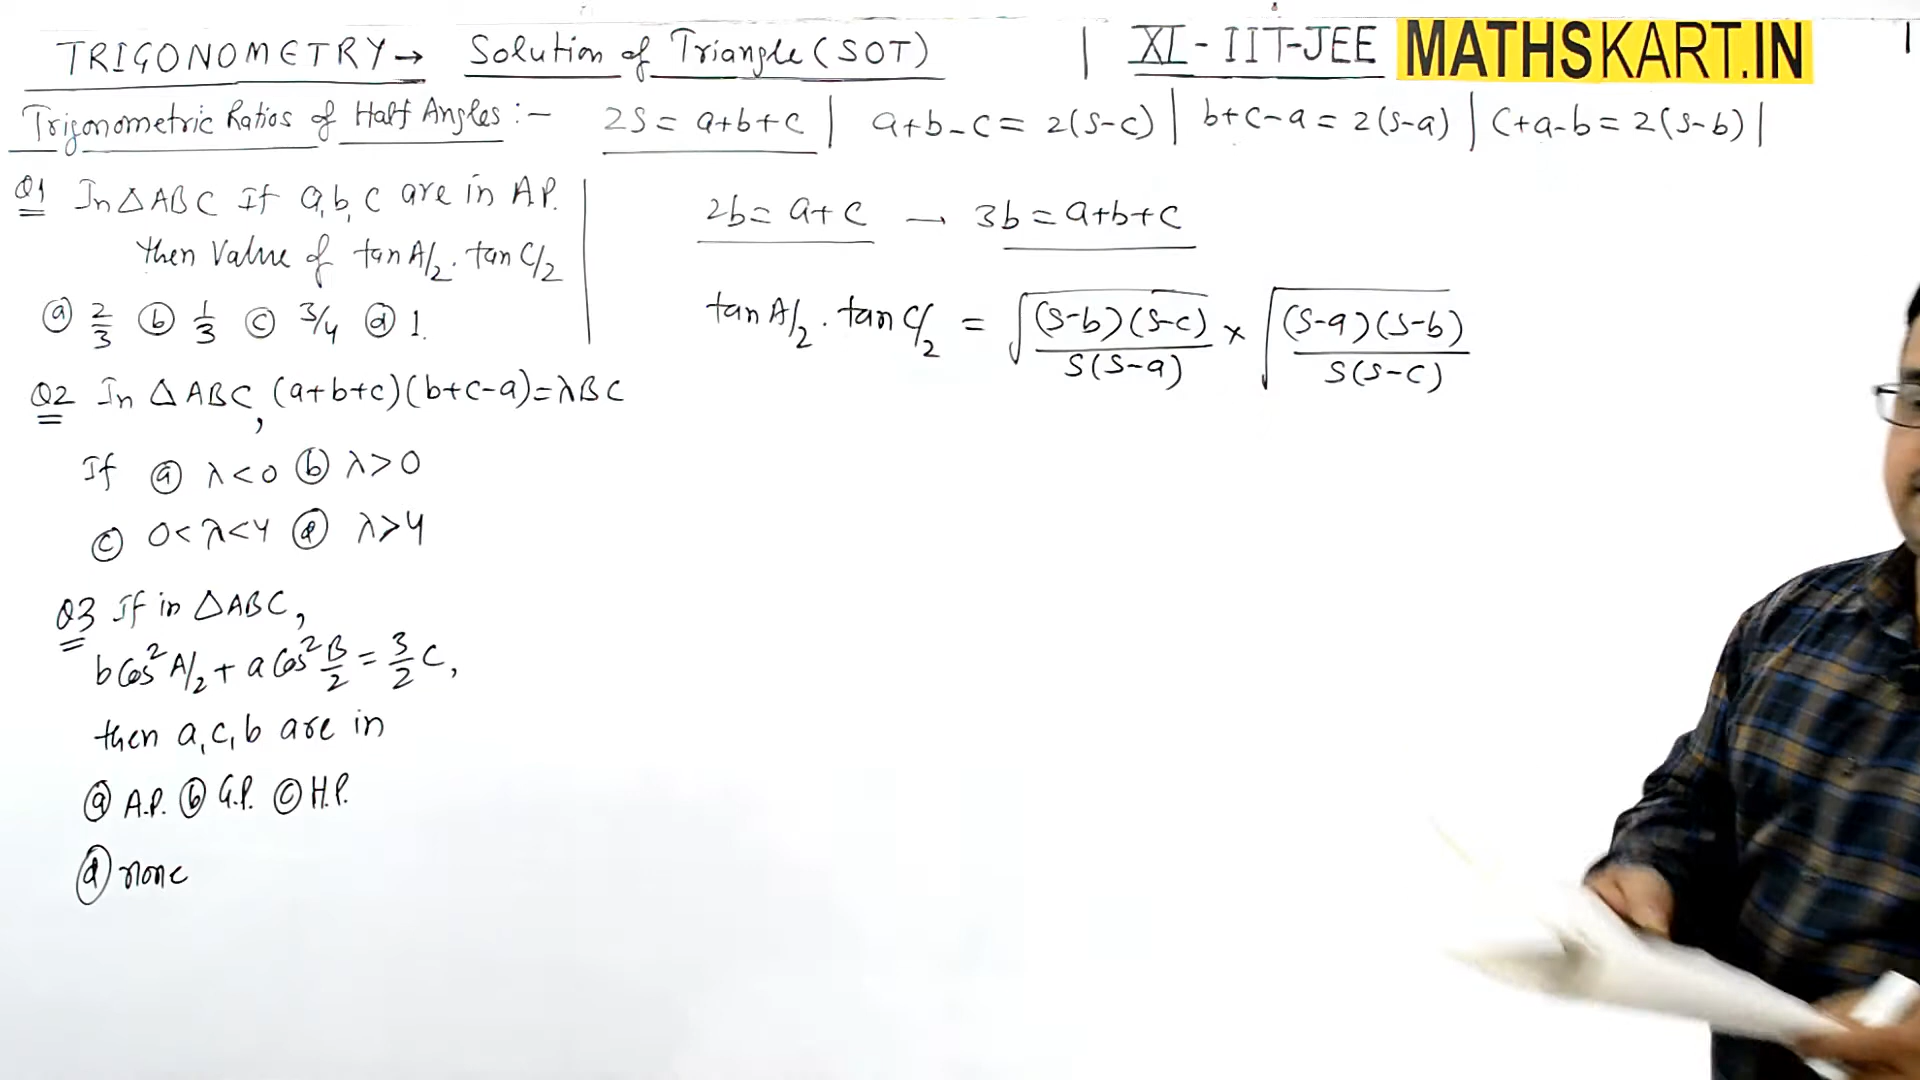 TRIGONOMETRY → Solution of Triangle (SOT) | XI - IIT-JEE MATHSKART.IN
Trigonometric Ratios of Half Angles :- 2S = a+b+c | a+b-c = 2(s-c) | b+c-a = 2(s-a) | c+a-b = 2(s-b) |
Q1 In △ABC If a, b, c are in A.P.
then Value of tan A/2 . tan C/2
(a) 2/3 (b) 1/3 (c) 3/4 (d) 1.
2b = a+c → 3b = a+b+c
tan A/2 . tan C/2 = √((s-b)(s-c)/s(s-a)) × √((s-a)(s-b)/s(s-c))
Q2 In △ABC, (a+b+c)(b+c-a)=λBC
If (a) λ<0 (b) λ>0
(c) 0<λ<4 (d) λ>4
Q3 If in △ABC,
b Cos² A/2 + a Cos² B/2 = 3/2 C,
then a, c, b are in
(a) A.P. (b) G.P. (c) H.P.
(d) none